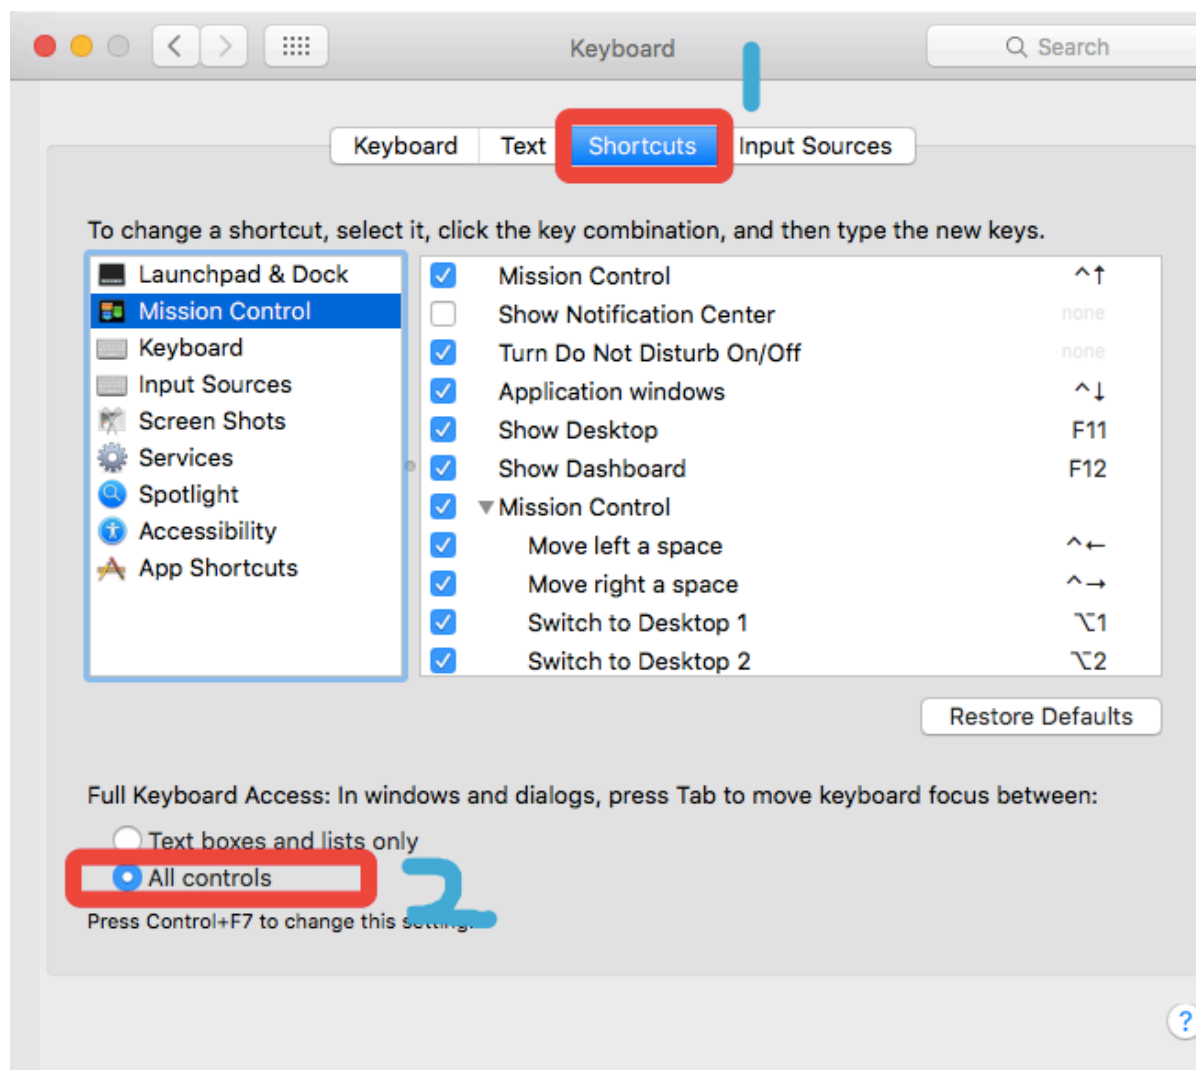 Keyboard
Search
1
Keyboard Text Shortcuts Input Sources
To change a shortcut, select it, click the key combination, and then type the new keys.
Launchpad & Dock
Mission Control
Keyboard
Input Sources
Screen Shots
Services
Spotlight
Accessibility
App Shortcuts
Mission Control ^↑
Show Notification Center none
Turn Do Not Disturb On/Off none
Application windows ^↓
Show Desktop F11
Show Dashboard F12
▼Mission Control
Move left a space ^←
Move right a space ^→
Switch to Desktop 1 ⌥1
Switch to Desktop 2 ⌥2
Restore Defaults
Full Keyboard Access: In windows and dialogs, press Tab to move keyboard focus between:
Text boxes and lists only
All controls
2
Press Control+F7 to change this setting.
?